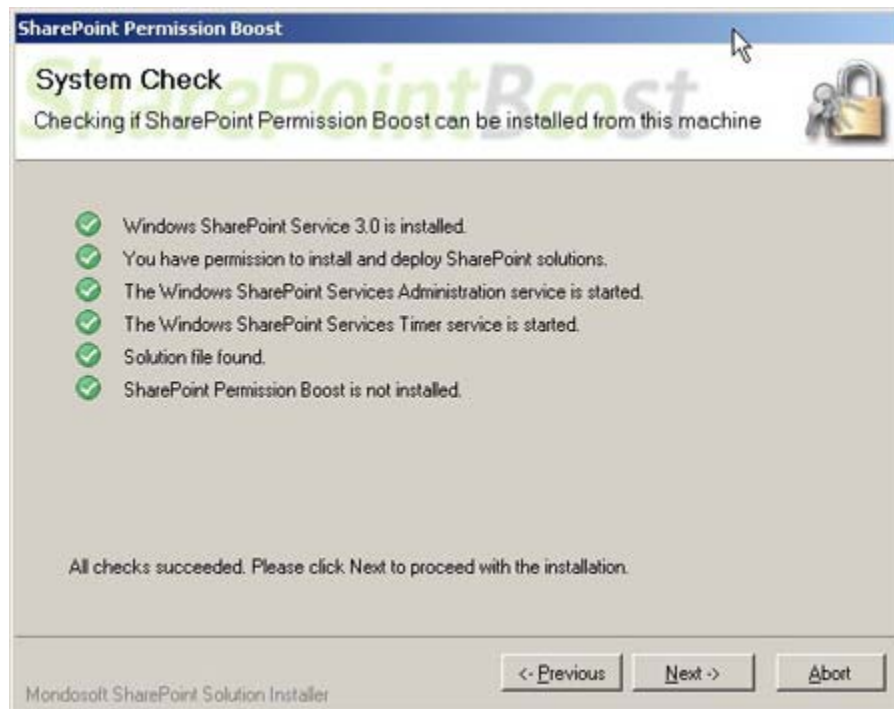 SharePoint Permission Boost
SharePointBoost
System Check
Checking if SharePoint Permission Boost can be installed from this machine
Windows SharePoint Service 3.0 is installed.
You have permission to install and deploy SharePoint solutions.
The Windows SharePoint Services Administration service is started.
The Windows SharePoint Services Timer service is started.
Solution file found.
SharePoint Permission Boost is not installed.
All checks succeeded. Please click Next to proceed with the installation.
<- Previous
Next ->
Abort
Mondosoft SharePoint Solution Installer